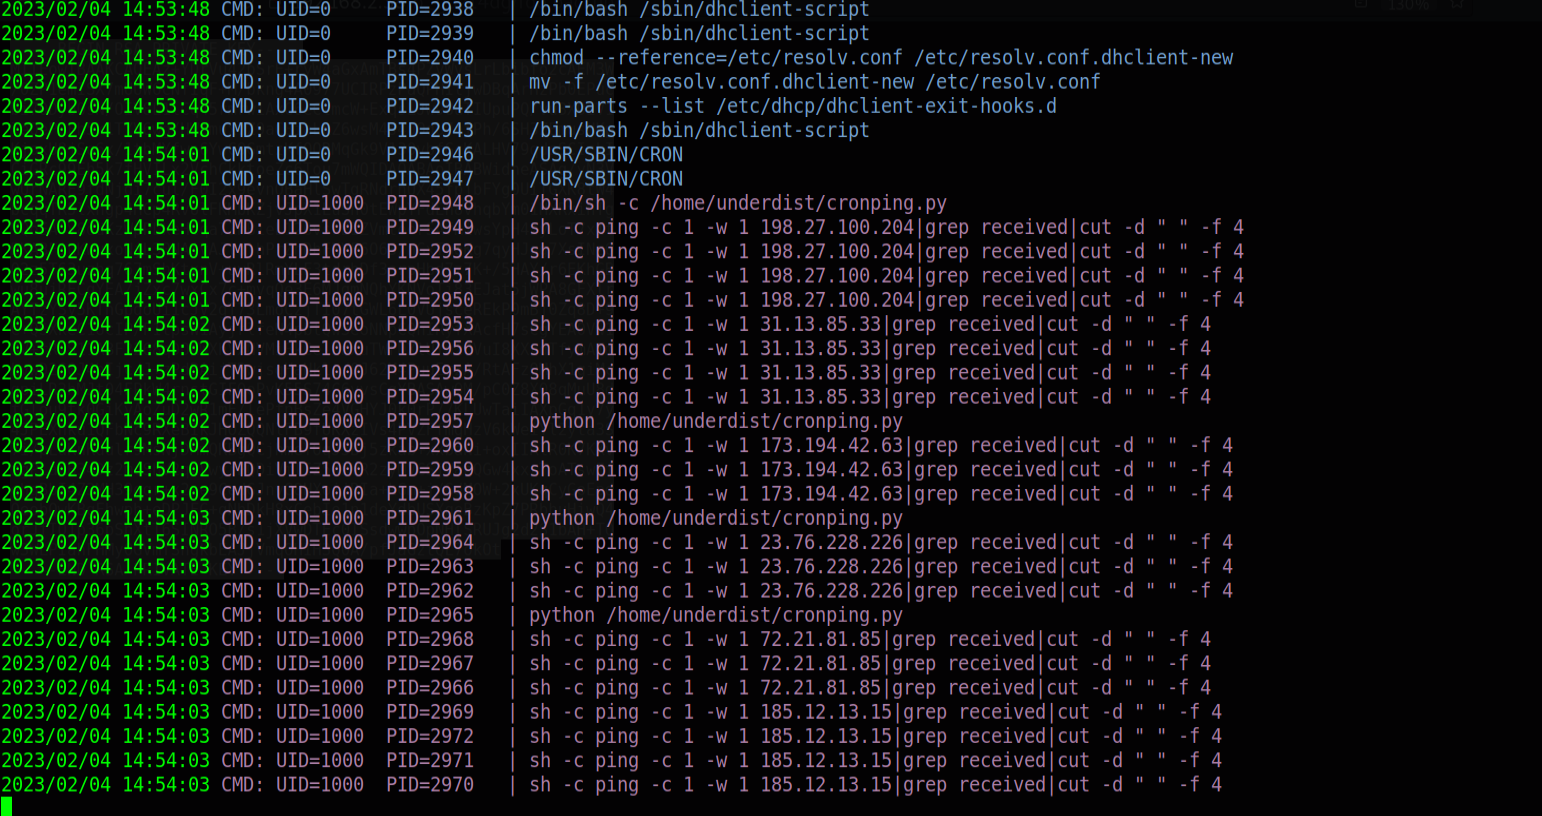 2023/02/04 14:53:48 CMD: UID=0     PID=2938   | /bin/bash /sbin/dhclient-script
2023/02/04 14:53:48 CMD: UID=0     PID=2939   | /bin/bash /sbin/dhclient-script
2023/02/04 14:53:48 CMD: UID=0     PID=2940   | chmod --reference=/etc/resolv.conf /etc/resolv.conf.dhclient-new
2023/02/04 14:53:48 CMD: UID=0     PID=2941   | mv -f /etc/resolv.conf.dhclient-new /etc/resolv.conf
2023/02/04 14:53:48 CMD: UID=0     PID=2942   | run-parts --list /etc/dhcp/dhclient-exit-hooks.d
2023/02/04 14:53:48 CMD: UID=0     PID=2943   | /bin/bash /sbin/dhclient-script
2023/02/04 14:54:01 CMD: UID=0     PID=2946   | /USR/SBIN/CRON
2023/02/04 14:54:01 CMD: UID=0     PID=2947   | /USR/SBIN/CRON
2023/02/04 14:54:01 CMD: UID=1000  PID=2948   | /bin/sh -c /home/underdist/cronping.py
2023/02/04 14:54:01 CMD: UID=1000  PID=2949   | sh -c ping -c 1 -w 1 198.27.100.204|grep received|cut -d " " -f 4
2023/02/04 14:54:01 CMD: UID=1000  PID=2952   | sh -c ping -c 1 -w 1 198.27.100.204|grep received|cut -d " " -f 4
2023/02/04 14:54:01 CMD: UID=1000  PID=2951   | sh -c ping -c 1 -w 1 198.27.100.204|grep received|cut -d " " -f 4
2023/02/04 14:54:01 CMD: UID=1000  PID=2950   | sh -c ping -c 1 -w 1 198.27.100.204|grep received|cut -d " " -f 4
2023/02/04 14:54:02 CMD: UID=1000  PID=2953   | sh -c ping -c 1 -w 1 31.13.85.33|grep received|cut -d " " -f 4
2023/02/04 14:54:02 CMD: UID=1000  PID=2956   | sh -c ping -c 1 -w 1 31.13.85.33|grep received|cut -d " " -f 4
2023/02/04 14:54:02 CMD: UID=1000  PID=2955   | sh -c ping -c 1 -w 1 31.13.85.33|grep received|cut -d " " -f 4
2023/02/04 14:54:02 CMD: UID=1000  PID=2954   | sh -c ping -c 1 -w 1 31.13.85.33|grep received|cut -d " " -f 4
2023/02/04 14:54:02 CMD: UID=1000  PID=2957   | python /home/underdist/cronping.py
2023/02/04 14:54:02 CMD: UID=1000  PID=2960   | sh -c ping -c 1 -w 1 173.194.42.63|grep received|cut -d " " -f 4
2023/02/04 14:54:02 CMD: UID=1000  PID=2959   | sh -c ping -c 1 -w 1 173.194.42.63|grep received|cut -d " " -f 4
2023/02/04 14:54:02 CMD: UID=1000  PID=2958   | sh -c ping -c 1 -w 1 173.194.42.63|grep received|cut -d " " -f 4
2023/02/04 14:54:03 CMD: UID=1000  PID=2961   | python /home/underdist/cronping.py
2023/02/04 14:54:03 CMD: UID=1000  PID=2964   | sh -c ping -c 1 -w 1 23.76.228.226|grep received|cut -d " " -f 4
2023/02/04 14:54:03 CMD: UID=1000  PID=2963   | sh -c ping -c 1 -w 1 23.76.228.226|grep received|cut -d " " -f 4
2023/02/04 14:54:03 CMD: UID=1000  PID=2962   | sh -c ping -c 1 -w 1 23.76.228.226|grep received|cut -d " " -f 4
2023/02/04 14:54:03 CMD: UID=1000  PID=2965   | python /home/underdist/cronping.py
2023/02/04 14:54:03 CMD: UID=1000  PID=2968   | sh -c ping -c 1 -w 1 72.21.81.85|grep received|cut -d " " -f 4
2023/02/04 14:54:03 CMD: UID=1000  PID=2967   | sh -c ping -c 1 -w 1 72.21.81.85|grep received|cut -d " " -f 4
2023/02/04 14:54:03 CMD: UID=1000  PID=2966   | sh -c ping -c 1 -w 1 72.21.81.85|grep received|cut -d " " -f 4
2023/02/04 14:54:03 CMD: UID=1000  PID=2969   | sh -c ping -c 1 -w 1 185.12.13.15|grep received|cut -d " " -f 4
2023/02/04 14:54:03 CMD: UID=1000  PID=2972   | sh -c ping -c 1 -w 1 185.12.13.15|grep received|cut -d " " -f 4
2023/02/04 14:54:03 CMD: UID=1000  PID=2971   | sh -c ping -c 1 -w 1 185.12.13.15|grep received|cut -d " " -f 4
2023/02/04 14:54:03 CMD: UID=1000  PID=2970   | sh -c ping -c 1 -w 1 185.12.13.15|grep received|cut -d " " -f 4